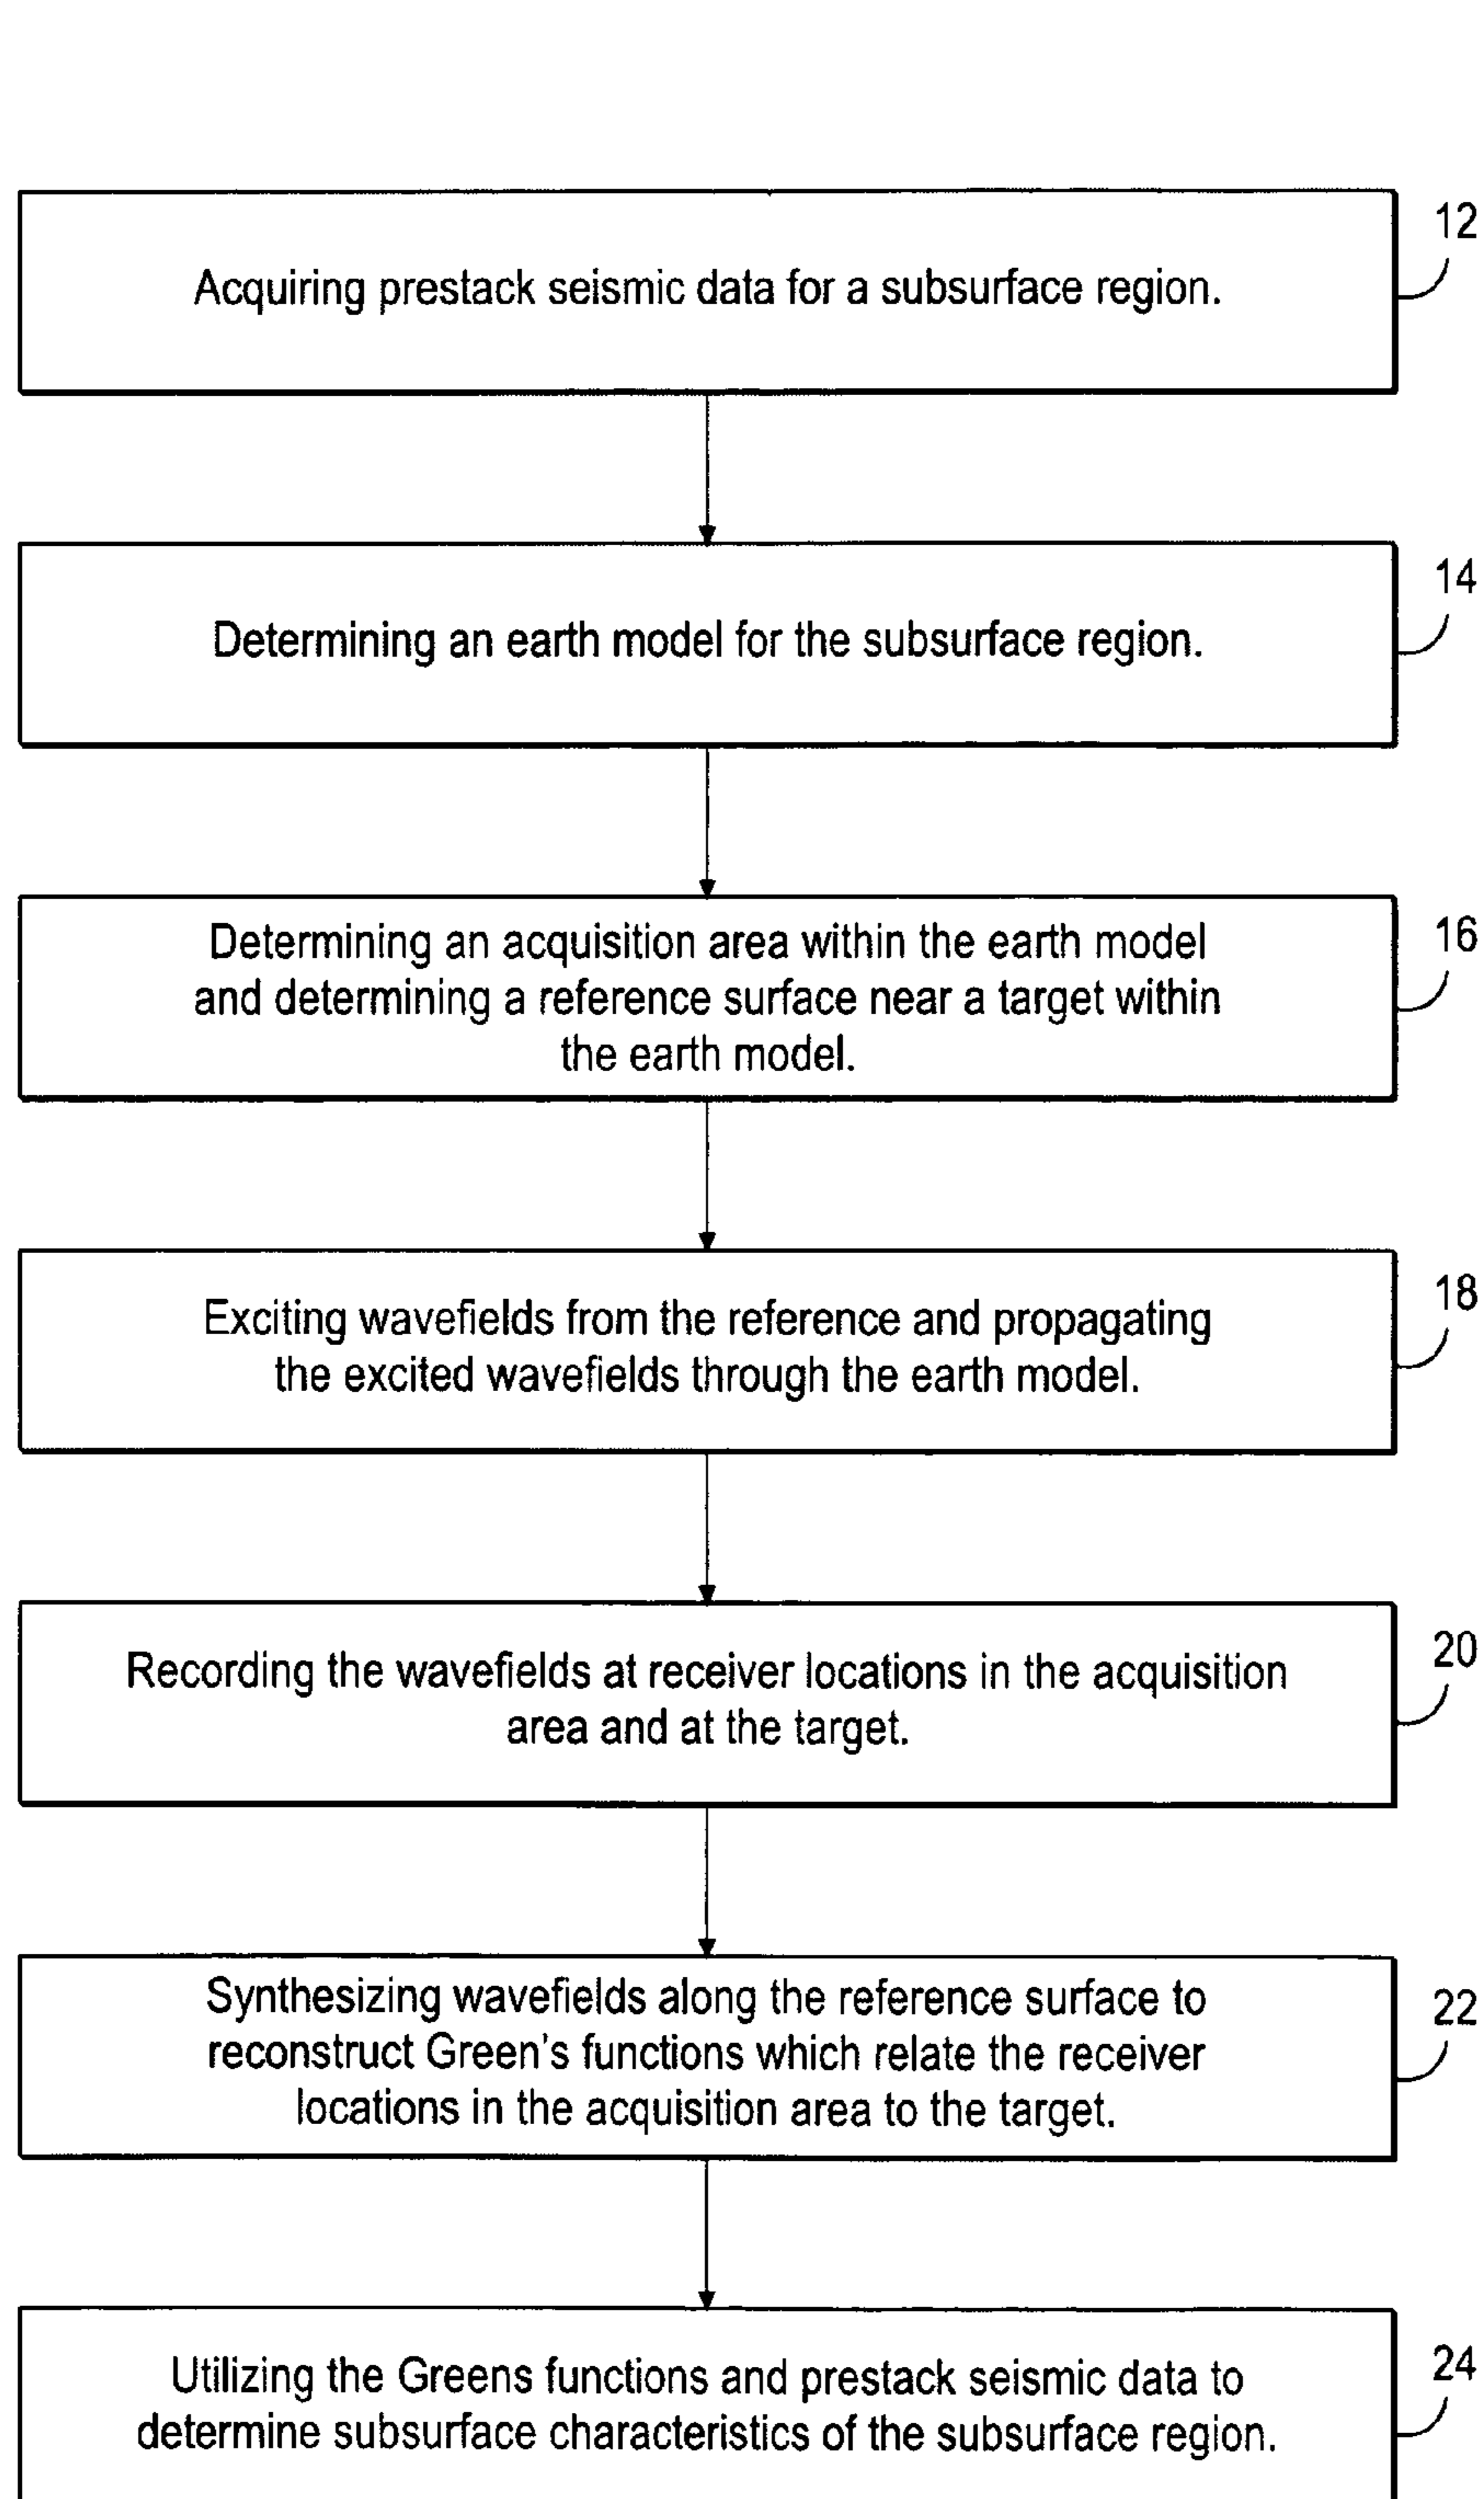 12
Acquiring prestack seismic data for a subsurface region.
14
Determining an earth model for the subsurface region.
16
Determining an acquisition area within the earth model
and determining a reference surface near a target within
the earth model.
18
Exciting wavefields from the reference and propagating
the excited wavefields through the earth model.
20
Recording the wavefields at receiver locations in the acquisition
area and at the target.
22
Synthesizing wavefields along the reference surface to
reconstruct Green's functions which relate the receiver
locations in the acquisition area to the target.
24
Utilizing the Greens functions and prestack seismic data to
determine subsurface characteristics of the subsurface region.